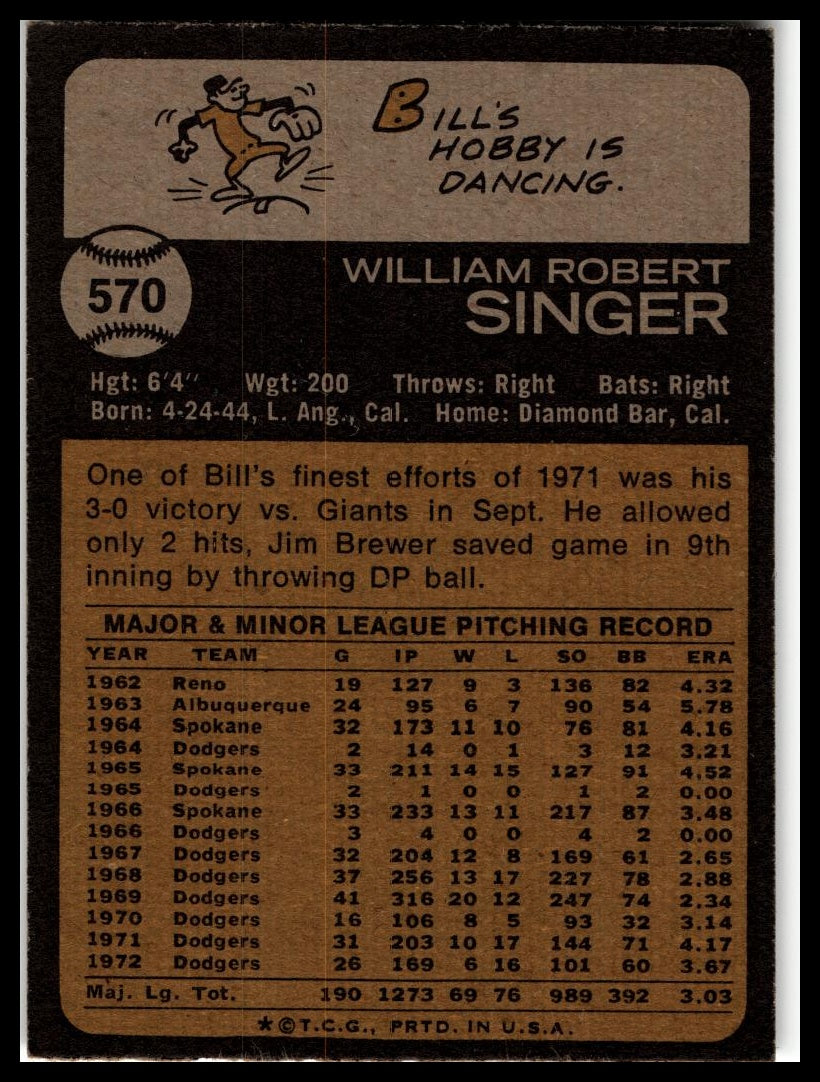 BILL'S
HOBBY IS
DANCING.
570
WILLIAM ROBERT
SINGER
Hgt: 6'4" Wgt: 200 Throws: Right Bats: Right
Born: 4-24-44, L. Ang., Cal. Home: Diamond Bar, Cal.
One of Bill's finest efforts of 1971 was his
3-0 victory vs. Giants in Sept. He allowed
only 2 hits, Jim Brewer saved game in 9th
inning by throwing DP ball.
MAJOR & MINOR LEAGUE PITCHING RECORD
YEAR TEAM G IP W L SO BB ERA
1962 Reno 19 127 9 3 136 82 4.32
1963 Albuquerque 24 95 6 7 90 54 5.78
1964 Spokane 32 173 11 10 76 81 4.16
1964 Dodgers 2 14 0 1 3 12 3.21
1965 Spokane 33 211 14 15 127 91 4.52
1965 Dodgers 2 1 0 0 1 2 0.00
1966 Spokane 33 233 13 11 217 87 3.48
1966 Dodgers 3 4 0 0 4 2 0.00
1967 Dodgers 32 204 12 8 169 61 2.65
1968 Dodgers 37 256 13 17 227 78 2.88
1969 Dodgers 41 316 20 12 247 74 2.34
1970 Dodgers 16 106 8 5 93 32 3.14
1971 Dodgers 31 203 10 17 144 71 4.17
1972 Dodgers 26 169 6 16 101 60 3.67
Maj. Lg. Tot. 190 1273 69 76 989 392 3.03
★©T.C.G., PRTD. IN U.S.A.